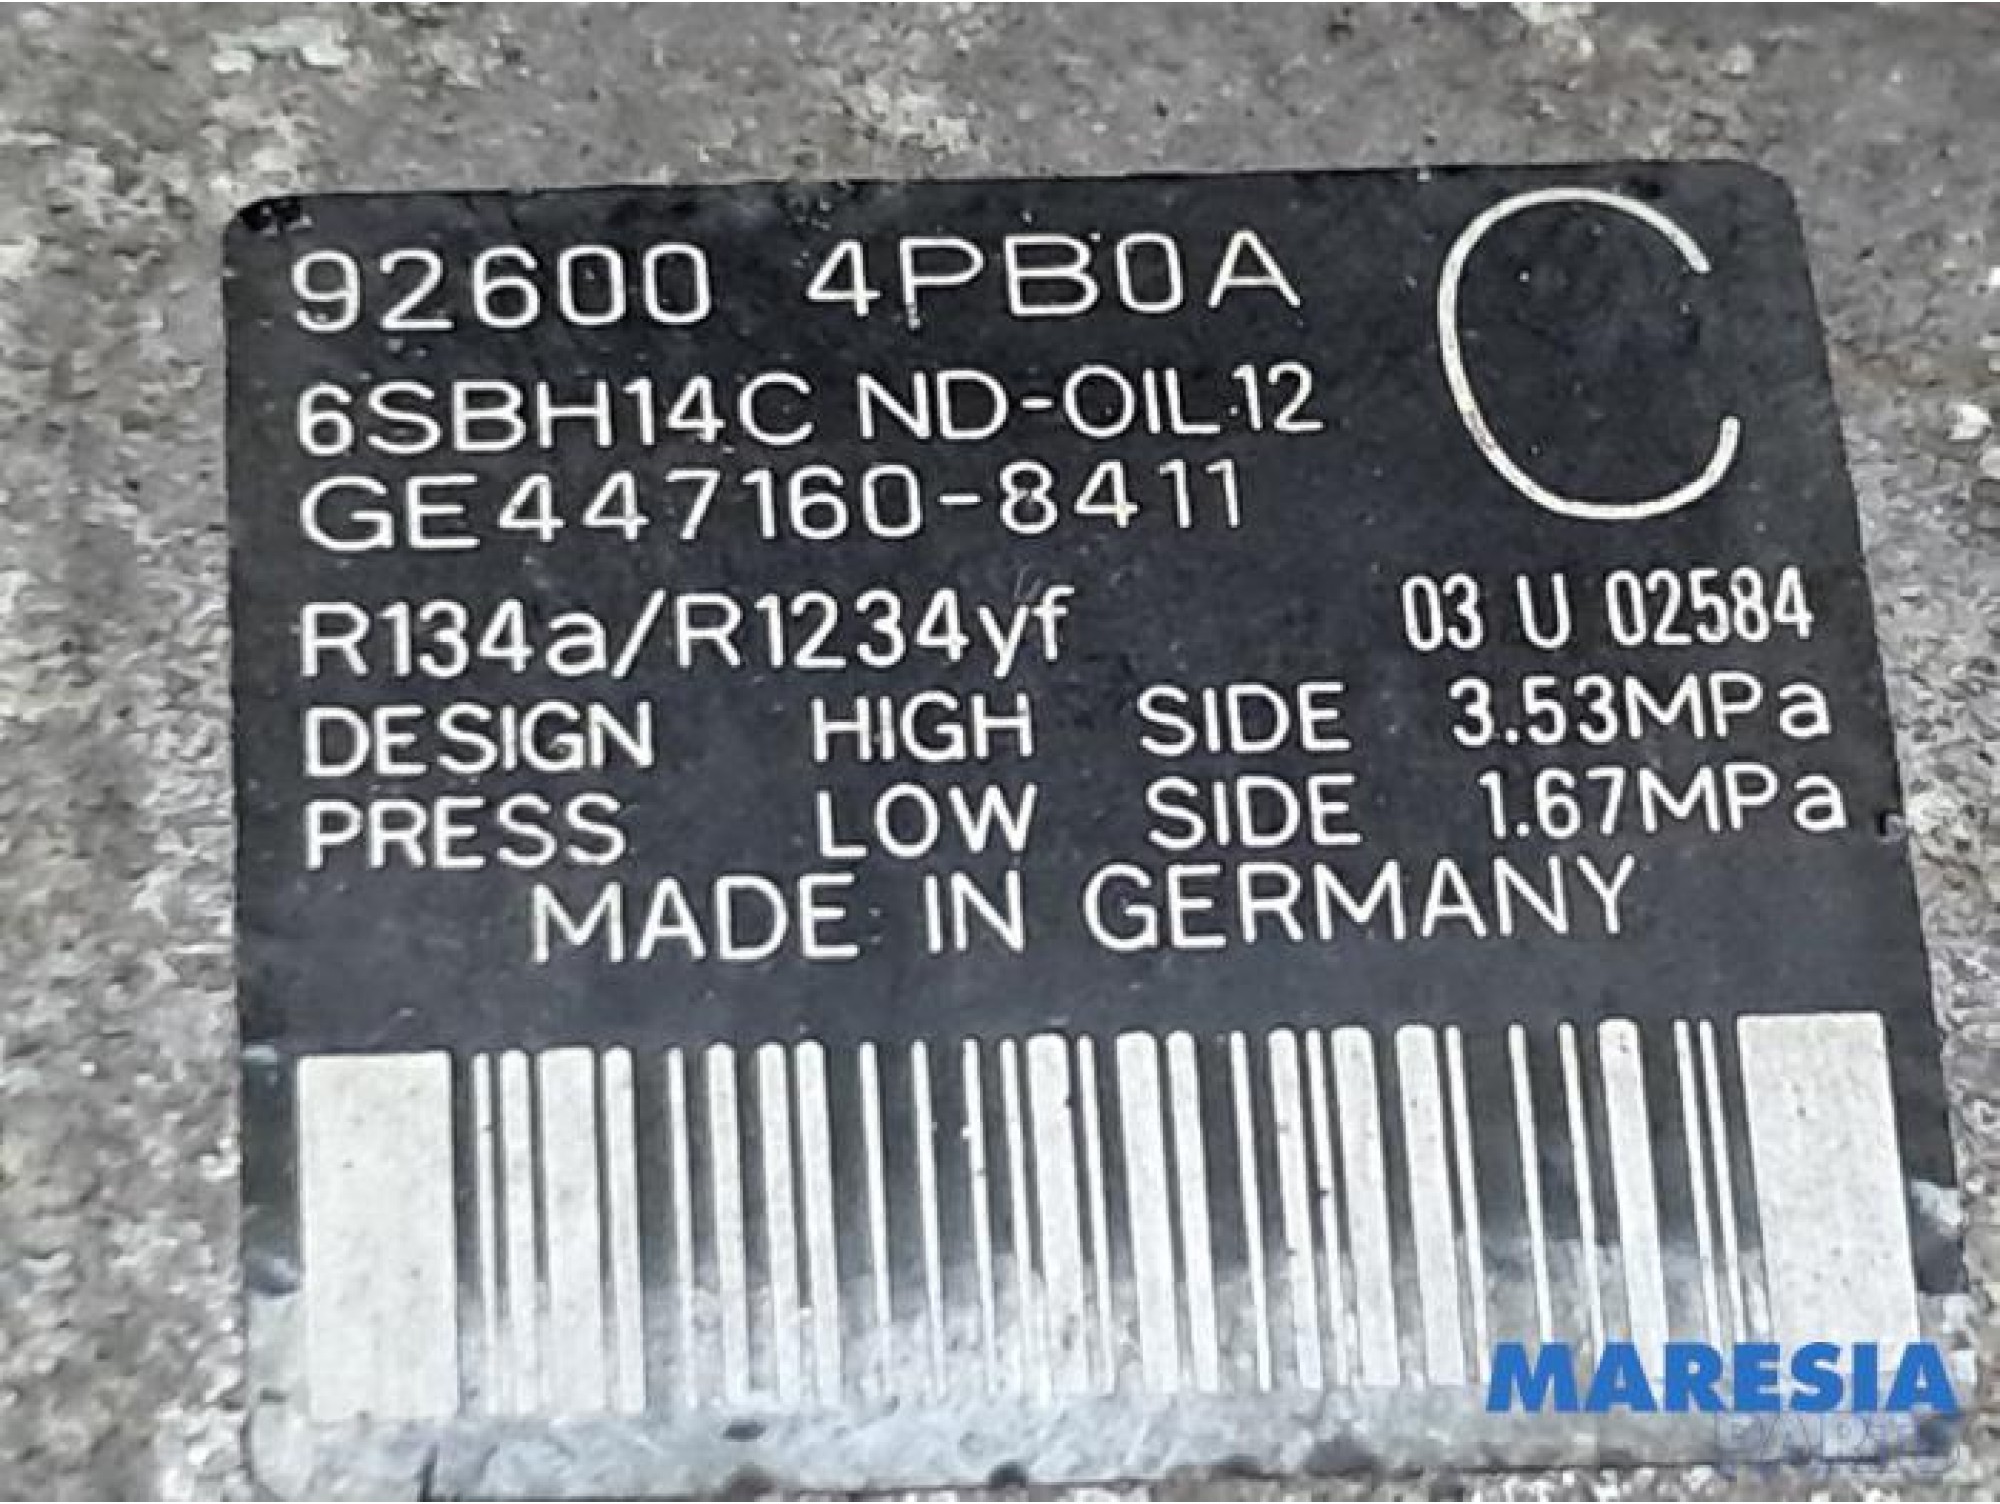 92600 4PB0A
C
6SBH14C ND-OIL12
GE447160-8411
R134a/R1234yf 03 U 02584
DESIGN HIGH SIDE 3.53MPa
PRESS LOW SIDE 1.67MPa
MADE IN GERMANY
MARESIA
PARTS